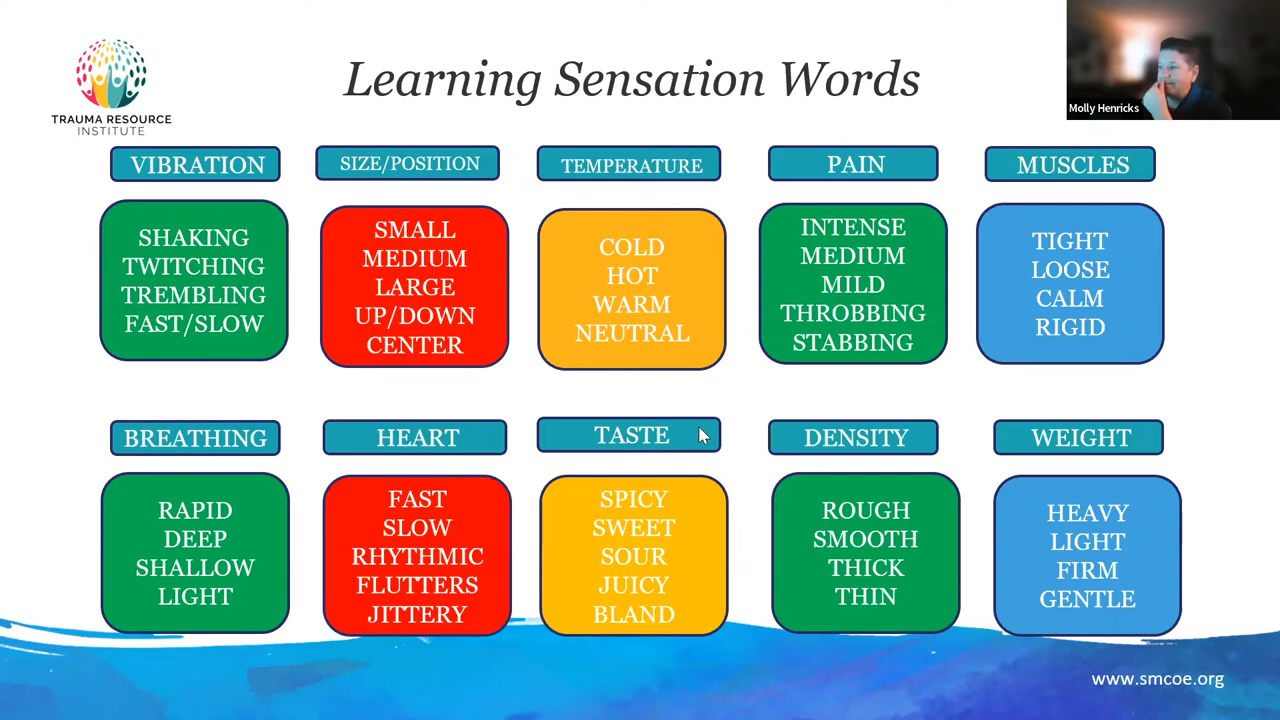 Learning Sensation Words
TRAUMA RESOURCE
INSTITUTE
Molly Henricks
VIBRATION
SHAKING
TWITCHING
TREMBLING
FAST/SLOW
SIZE/POSITION
SMALL
MEDIUM
LARGE
UP/DOWN
CENTER
TEMPERATURE
COLD
HOT
WARM
NEUTRAL
PAIN
INTENSE
MEDIUM
MILD
THROBBING
STABBING
MUSCLES
TIGHT
LOOSE
CALM
RIGID
BREATHING
RAPID
DEEP
SHALLOW
LIGHT
HEART
FAST
SLOW
RHYTHMIC
FLUTTERS
JITTERY
TASTE
SPICY
SWEET
SOUR
JUICY
BLAND
DENSITY
ROUGH
SMOOTH
THICK
THIN
WEIGHT
HEAVY
LIGHT
FIRM
GENTLE
www.smcoe.org